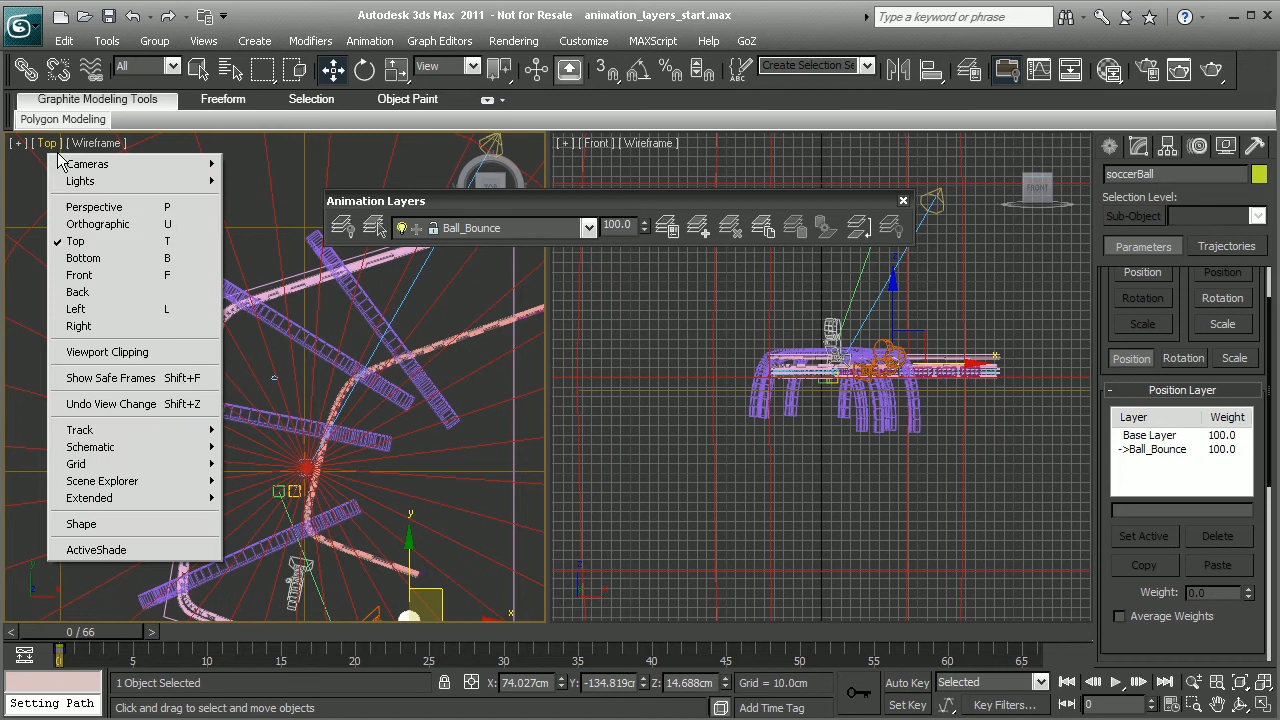 Autodesk 3ds Max 2011 - Not for Resale animation_layers_start.max
Type a keyword or phrase
Edit Tools Group Views Create Modifiers Animation Graph Editors Rendering Customize MAXScript Help GoZ
All View Create Selection Se
Graphite Modeling Tools Freeform Selection Object Paint
Polygon Modeling
[ + ] [ Top ] [ Wireframe ]
[ + ] [ Front ] [ Wireframe ]
Cameras
Lights
Perspective P
Orthographic U
Top T
Bottom B
Front F
Back
Left L
Right
Viewport Clipping
Show Safe Frames Shift+F
Undo View Change Shift+Z
Track
Schematic
Grid
Scene Explorer
Extended
Shape
ActiveShade
TOP
Animation Layers
Ball_Bounce 100.0
FRONT
y
x
z
x
z
soccerBall
Selection Level:
Sub-Object
Parameters Trajectories
Position Position
Rotation Rotation
Scale Scale
Position Rotation Scale
- Position Layer
Layer Weight
Base Layer 100.0
->Ball_Bounce 100.0
Set Active Delete
Copy Paste
Weight: 0.0
Average Weights
< 0 / 66 >
0 5 10 15 20 25 30 35 40 45 50 55 60 65
1 Object Selected X: 74.027cm Y: -134.819cm Z: 14.688cm Grid = 10.0cm Auto Key Selected
Setting Path Click and drag to select and move objects Add Time Tag Set Key Key Filters... 0